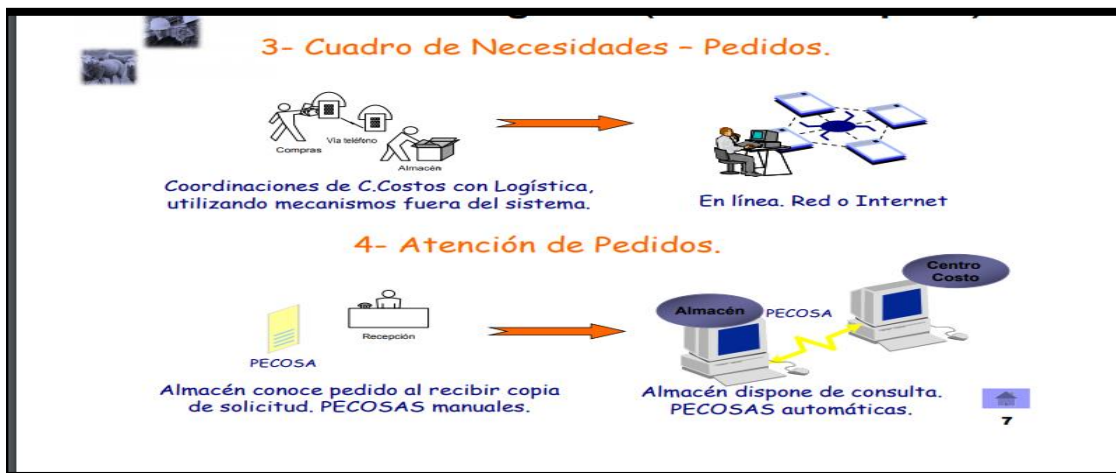 3- Cuadro de Necesidades – Pedidos.
Compras
Vía teléfeno
Almacén
Coordinaciones de C.Costos con Logística,
utilizando mecanismos fuera del sistema.
En línea. Red o Internet
4- Atención de Pedidos.
PECOSA
Recepción
Almacén
PECOSA
Centro
Costo
Almacén conoce pedido al recibir copia
de solicitud. PECOSAS manuales.
Almacén dispone de consulta.
PECOSAS automáticas.
7